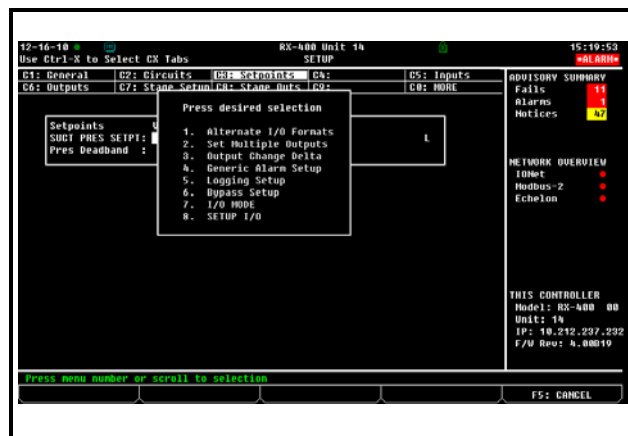 12-16-10 RX-400 Unit 14 15:19:53
Use Ctrl-X to Select CX Tabs SETUP *ALARM*
C1: General C2: Circuits C3: Setpoints C4: C5: Inputs
C6: Outputs C7: Stage Setup C8: Stage Outs C9: C0: MORE
ADVISORY SUMMARY
Fails 11
Alarms 1
Notices 47
Press desired selection
1. Alternate I/O Formats
2. Set Multiple Outputs
3. Output Change Delta
4. Generic Alarm Setup
5. Logging Setup
6. Bypass Setup
7. I/O MODE
8. SETUP I/O
Setpoints
SUCT PRES SETPT: L
Pres Deadband :
NETWORK OVERVIEW
IONet
Modbus-2
Echelon
THIS CONTROLLER
Model: RX-400 00
Unit: 14
IP: 10.212.237.232
F/W Rev: 4.00B19
Press menu number or scroll to selection
F5: CANCEL